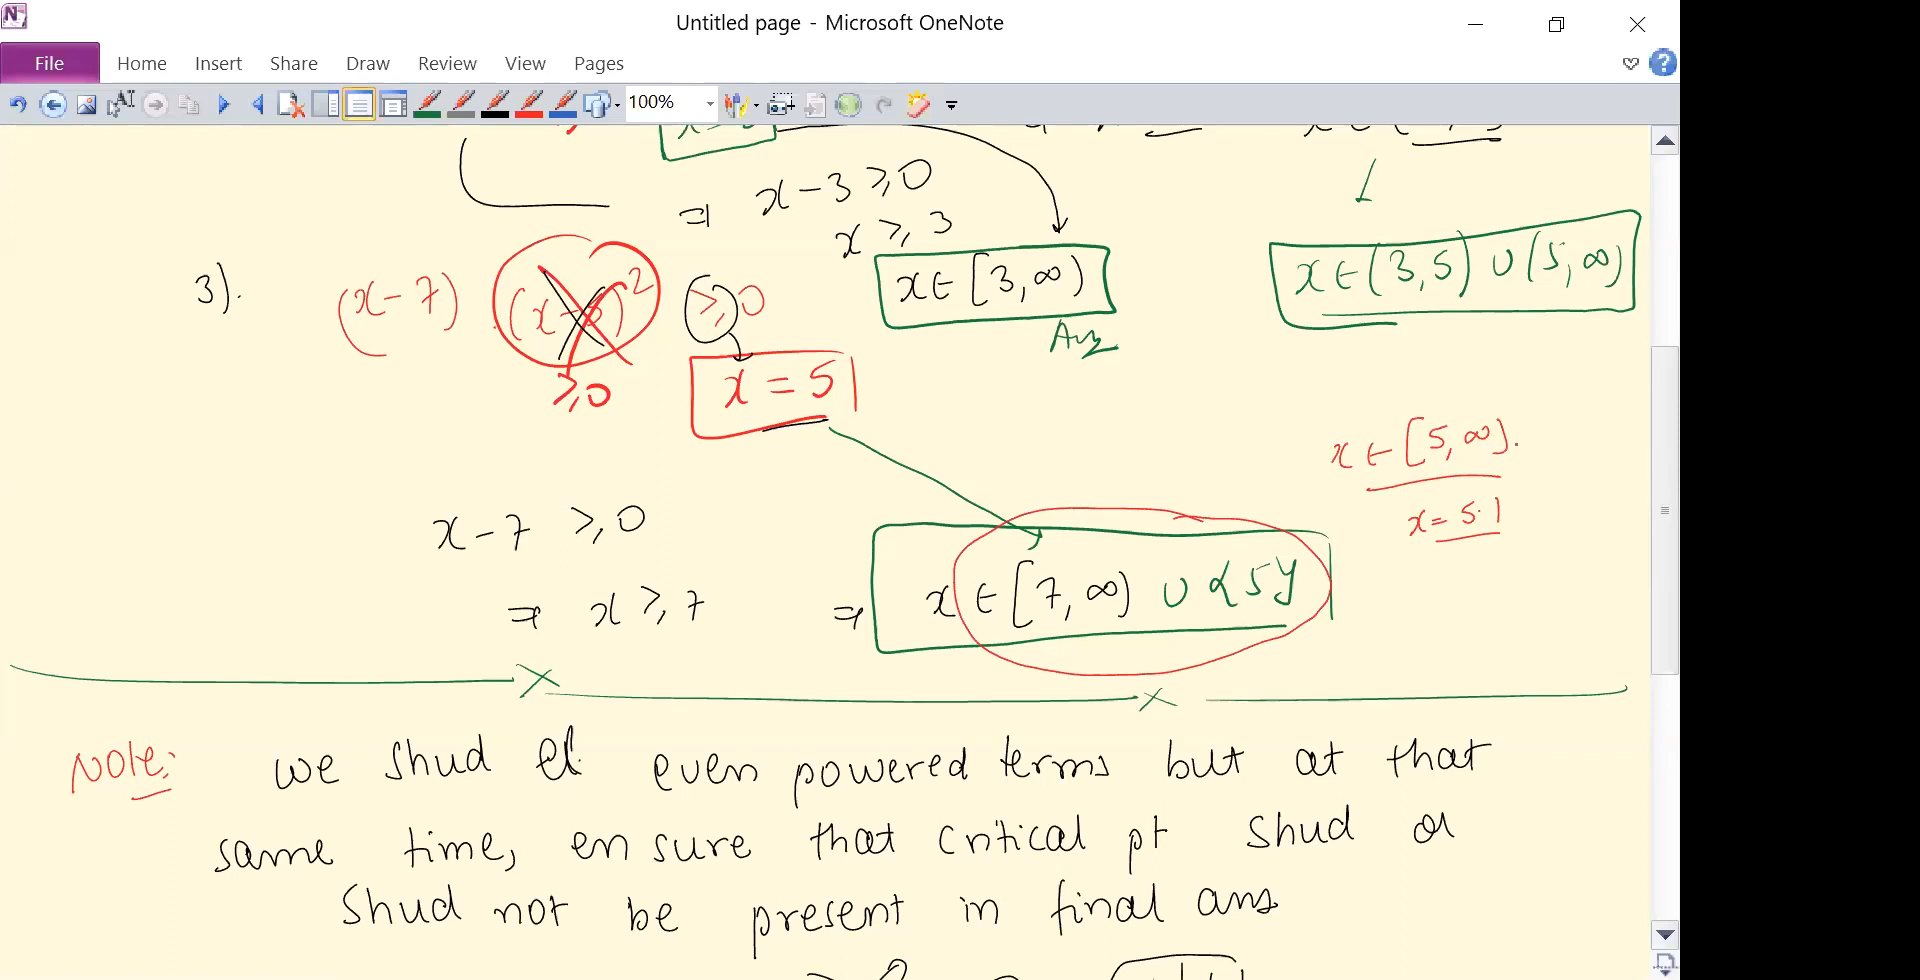 Untitled page - Microsoft OneNote
File Home Insert Share Draw Review View Pages
100%
⇒ x-3 ≥ 0
x ≥ 3
x ∈ [3, ∞)
Ans
x ∈ (3, 5) ∪ (5, ∞)
3). (x-7) (x-5)² ≥ 0
≥ 0
x = 5
x ∈ [5, ∞).
x = 5.1
x-7 ≥ 0
⇒ x ≥ 7 ⇒ x ∈ [7, ∞) ∪ {5}
Note: we shud even powered terms but at that
same time, ensure that critical pt shud or
shud not be present in final ans